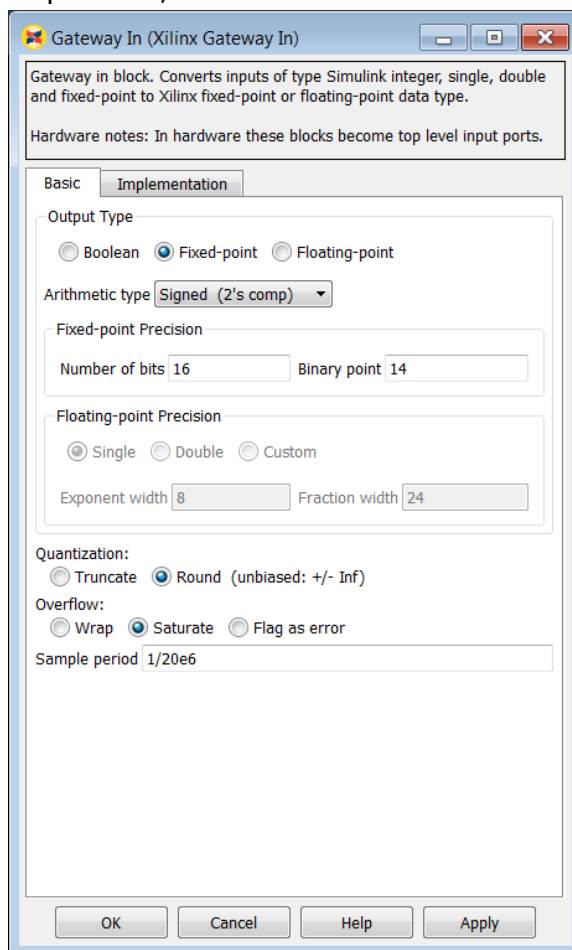 Gateway In (Xilinx Gateway In)
Gateway in block. Converts inputs of type Simulink integer, single, double
and fixed-point to Xilinx fixed-point or floating-point data type.
Hardware notes: In hardware these blocks become top level input ports.
Basic Implementation
Output Type
Boolean Fixed-point Floating-point
Arithmetic type Signed (2's comp)
Fixed-point Precision
Number of bits 16 Binary point 14
Floating-point Precision
Single Double Custom
Exponent width 8 Fraction width 24
Quantization:
Truncate Round (unbiased: +/- Inf)
Overflow:
Wrap Saturate Flag as error
Sample period 1/20e6
OK Cancel Help Apply